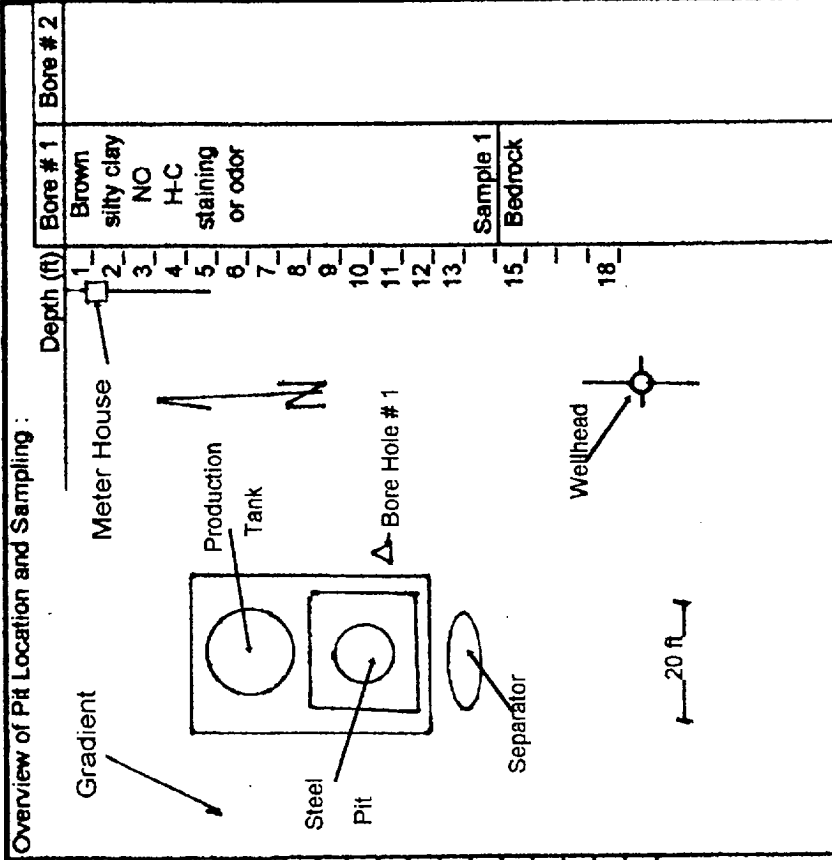 Overview of Pit Location and Sampling :
Depth (ft)
Bore # 1
Bore # 2
Meter House
1
2
3
4
5
6
7
8
9
10
11
12
13
15
18
Brown
silty clay
NO
H-C
staining
or odor
Sample 1
Bedrock
Gradient
Production
Tank
N
Bore Hole # 1
Steel
Pit
Separator
Wellhead
20 ft